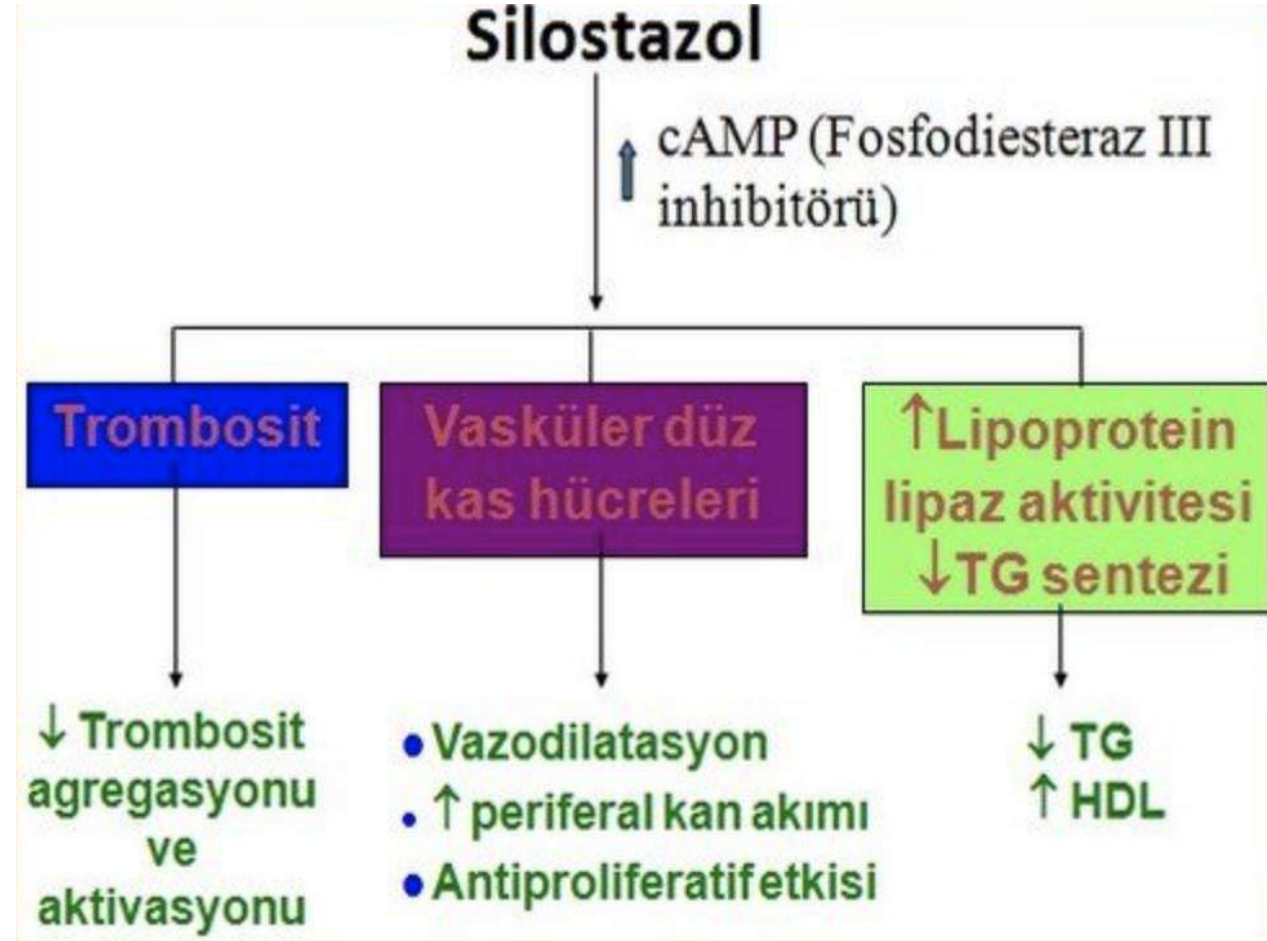 Silostazol
cAMP (Fosfodiesteraz III
inhibitörü)
Trombosit
Vasküler düz
kas hücreleri
↑Lipoprotein
lipaz aktivitesi
↓TG sentezi
↓ Trombosit
agregasyonu
ve
aktivasyonu
• Vazodilatasyon
• ↑ periferal kan akımı
• Antiproliferatif etkisi
↓ TG
↑ HDL